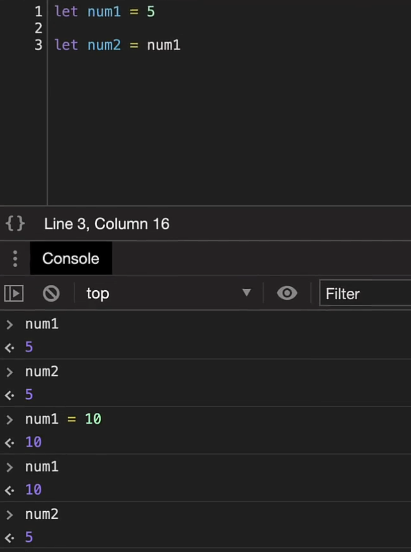 1 let num1 = 5
2
3 let num2 = num1
{} Line 3, Column 16
Console
top Filter
> num1
5
> num2
5
> num1 = 10
10
> num1
10
> num2
5